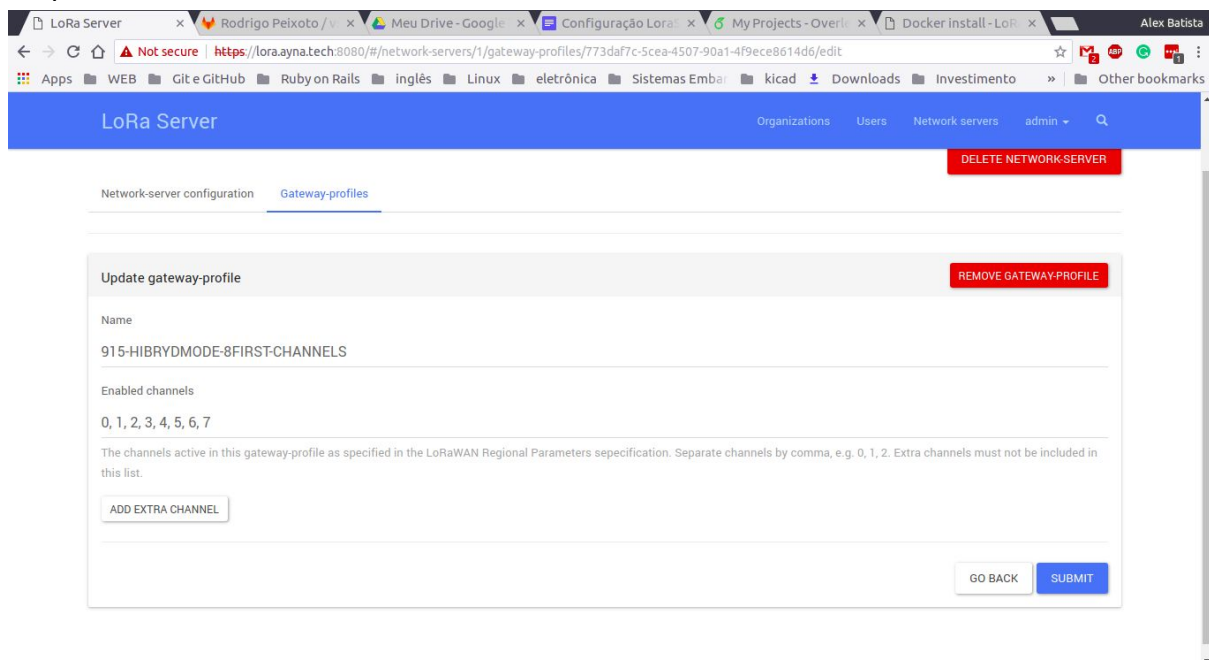 LoRa Server
Rodrigo Peixoto / v
Meu Drive - Google
Configuração LoraS
My Projects - Overle
Docker install - LoR
Alex Batista
Not secure | https://lora.ayna.tech:8080/#/network-servers/1/gateway-profiles/773daf7c-5cea-4507-90a1-4f9ece8614d6/edit
Apps WEB Git e GitHub Ruby on Rails inglês Linux eletrônica Sistemas Embar kicad Downloads Investimento » Other bookmarks
LoRa Server Organizations Users Network servers admin
DELETE NETWORK-SERVER
Network-server configuration Gateway-profiles
Update gateway-profile REMOVE GATEWAY-PROFILE
Name
915-HIBRYDMODE-8FIRST-CHANNELS
Enabled channels
0, 1, 2, 3, 4, 5, 6, 7
The channels active in this gateway-profile as specified in the LoRaWAN Regional Parameters sepecification. Separate channels by comma, e.g. 0, 1, 2. Extra channels must not be included in
this list.
ADD EXTRA CHANNEL
GO BACK SUBMIT